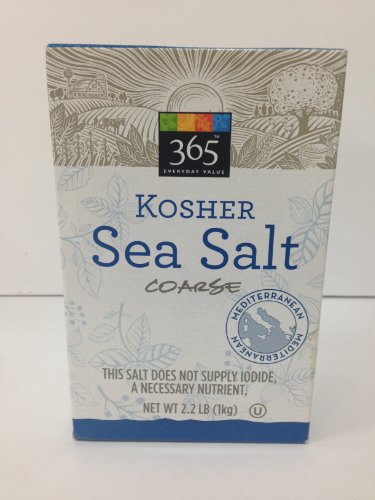 365™
EVERYDAY VALUE
KOSHER
Sea Salt
COARSE
MEDITERRANEAN
MEDITERRANEAN
THIS SALT DOES NOT SUPPLY IODIDE,
A NECESSARY NUTRIENT.
NET WT 2.2 LB (1kg) U